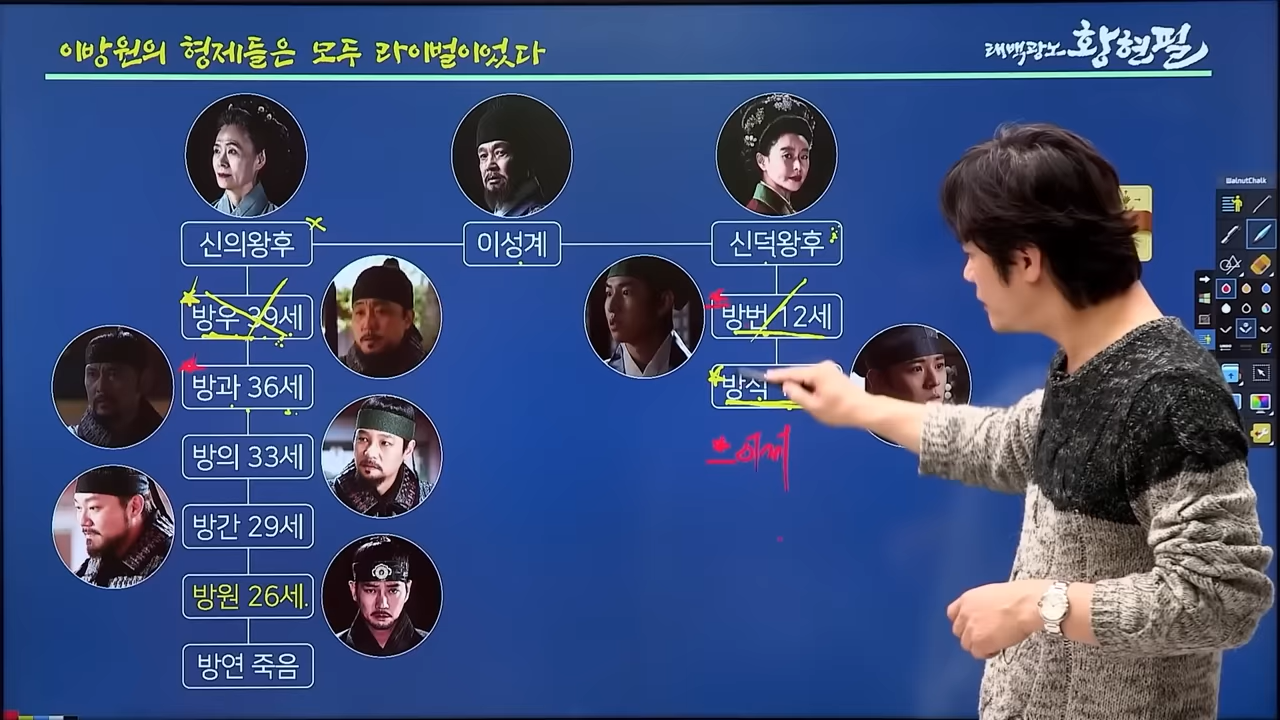 이방원의 형제들은 모두 라이벌이었다
태백광노 황현필
신의왕후
이성계
신덕왕후
방우 39세
방번 12세
방과 36세
방석
방의 33세
방간 29세
방원 26세
방연 죽음
WalnutChalk